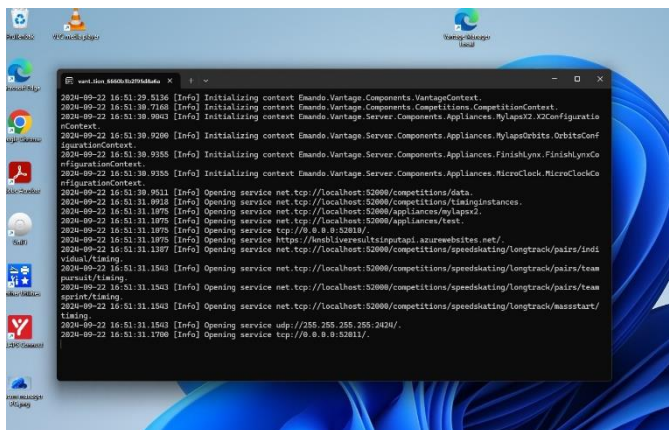 VLC media player
Vantage Manager
local
2024-09-22 16:51:29.5136 [Info] Initializing context Emando.Vantage.Components.VantageContext.
2024-09-22 16:51:30.7168 [Info] Initializing context Emando.Vantage.Components.Competitions.CompetitionContext.
2024-09-22 16:51:30.9043 [Info] Initializing context Emando.Vantage.Server.Components.Appliances.MylapsX2.X2Configuratio
nContext.
2024-09-22 16:51:30.9200 [Info] Initializing context Emando.Vantage.Server.Components.Appliances.MylapsOrbits.OrbitsConf
igurationContext.
2024-09-22 16:51:30.9355 [Info] Initializing context Emando.Vantage.Server.Components.Appliances.FinishLynx.FinishLynxCo
nfigurationContext.
2024-09-22 16:51:30.9355 [Info] Initializing context Emando.Vantage.Server.Components.Appliances.MicroClock.MicroClockCo
nfigurationContext.
2024-09-22 16:51:30.9511 [Info] Opening service net.tcp://localhost:52000/competitions/data.
2024-09-22 16:51:31.0918 [Info] Opening service net.tcp://localhost:52000/competitions/timinginstances.
2024-09-22 16:51:31.1075 [Info] Opening service net.tcp://localhost:52000/appliances/mylapsx2.
2024-09-22 16:51:31.1075 [Info] Opening service net.tcp://localhost:52000/appliances/test.
2024-09-22 16:51:31.1075 [Info] Opening service tcp://0.0.0.0:52010/.
2024-09-22 16:51:31.1075 [Info] Opening service https://knsbliveresultsinputapi.azurewebsites.net/.
2024-09-22 16:51:31.1387 [Info] Opening service net.tcp://localhost:52000/competitions/speedskating/longtrack/pairs/indi
vidual/timing.
2024-09-22 16:51:31.1543 [Info] Opening service net.tcp://localhost:52000/competitions/speedskating/longtrack/pairs/team
pursuit/timing.
2024-09-22 16:51:31.1543 [Info] Opening service net.tcp://localhost:52000/competitions/speedskating/longtrack/pairs/team
sprint/timing.
2024-09-22 16:51:31.1543 [Info] Opening service net.tcp://localhost:52000/competitions/speedskating/longtrack/massstart/
timing.
2024-09-22 16:51:31.1543 [Info] Opening service udp://255.255.255.255:2424/.
2024-09-22 16:51:31.1700 [Info] Opening service tcp://0.0.0.0:52011/.